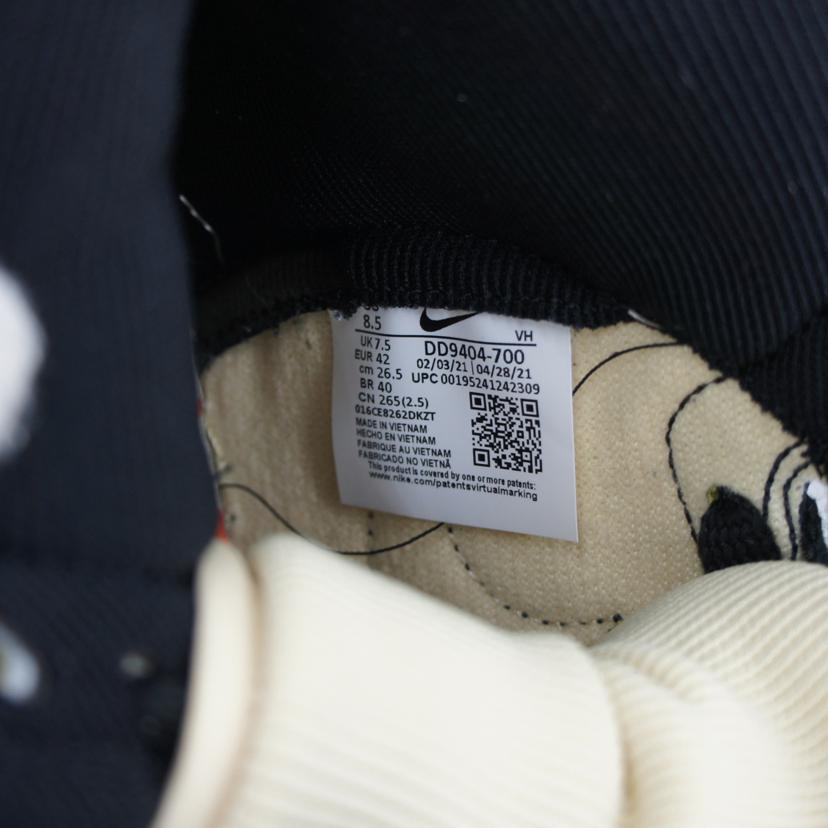 8.5
VH
UK 7.5
EUR 42
cm 26.5
BR 40
CN 265(2.5)
DD9404-700
02/03/21 | 04/28/21
UPC 00195241242309
016CE8262DKZT
MADE IN VIETNAM
HECHO EN VIETNAM
FABRIQUE AU VIETNAM
FABRICADO NO VIETNÃ
This product is covered by one or more patents:
www.nike.com/patentsvirtualmarking